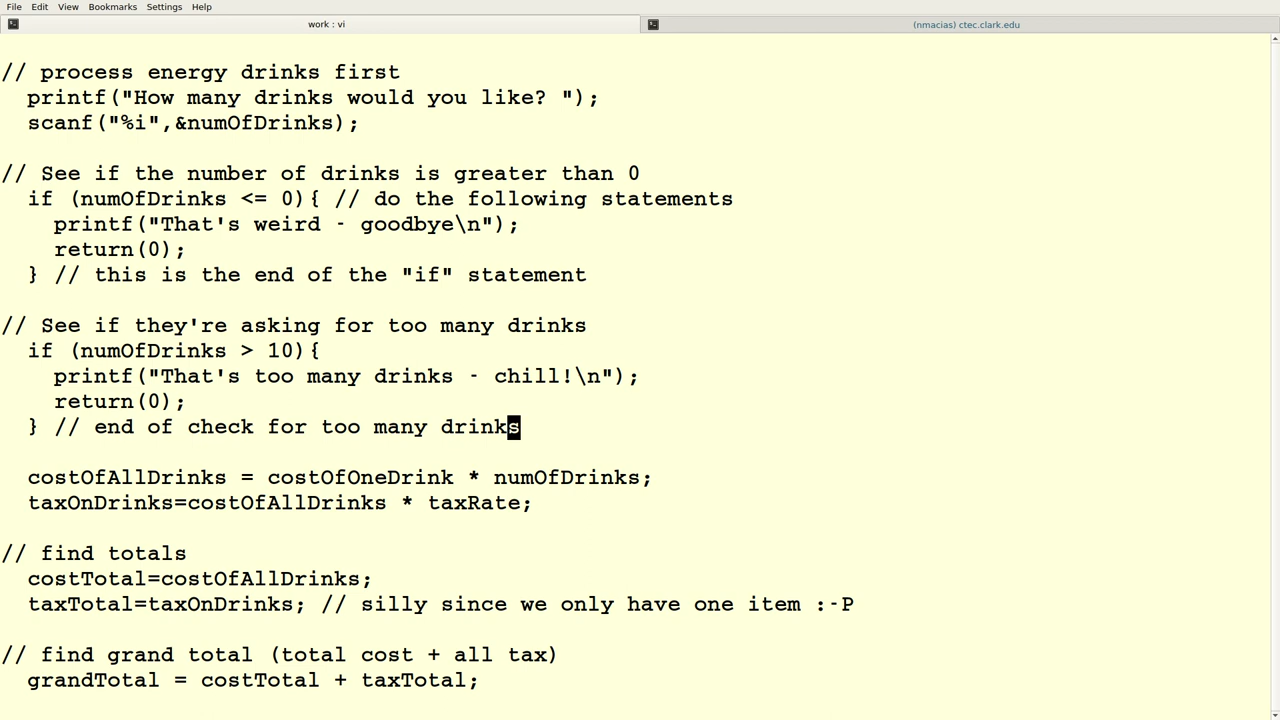 File Edit View Bookmarks Settings Help
work : vi
(nmacias) ctec.clark.edu
// process energy drinks first
printf("How many drinks would you like? ");
scanf("%i",&numOfDrinks);
// See if the number of drinks is greater than 0
if (numOfDrinks <= 0){ // do the following statements
printf("That's weird - goodbye\n");
return(0);
} // this is the end of the "if" statement
// See if they're asking for too many drinks
if (numOfDrinks > 10){
printf("That's too many drinks - chill!\n");
return(0);
} // end of check for too many drinks
costOfAllDrinks = costOfOneDrink * numOfDrinks;
taxOnDrinks=costOfAllDrinks * taxRate;
// find totals
costTotal=costOfAllDrinks;
taxTotal=taxOnDrinks; // silly since we only have one item :-P
// find grand total (total cost + all tax)
grandTotal = costTotal + taxTotal;